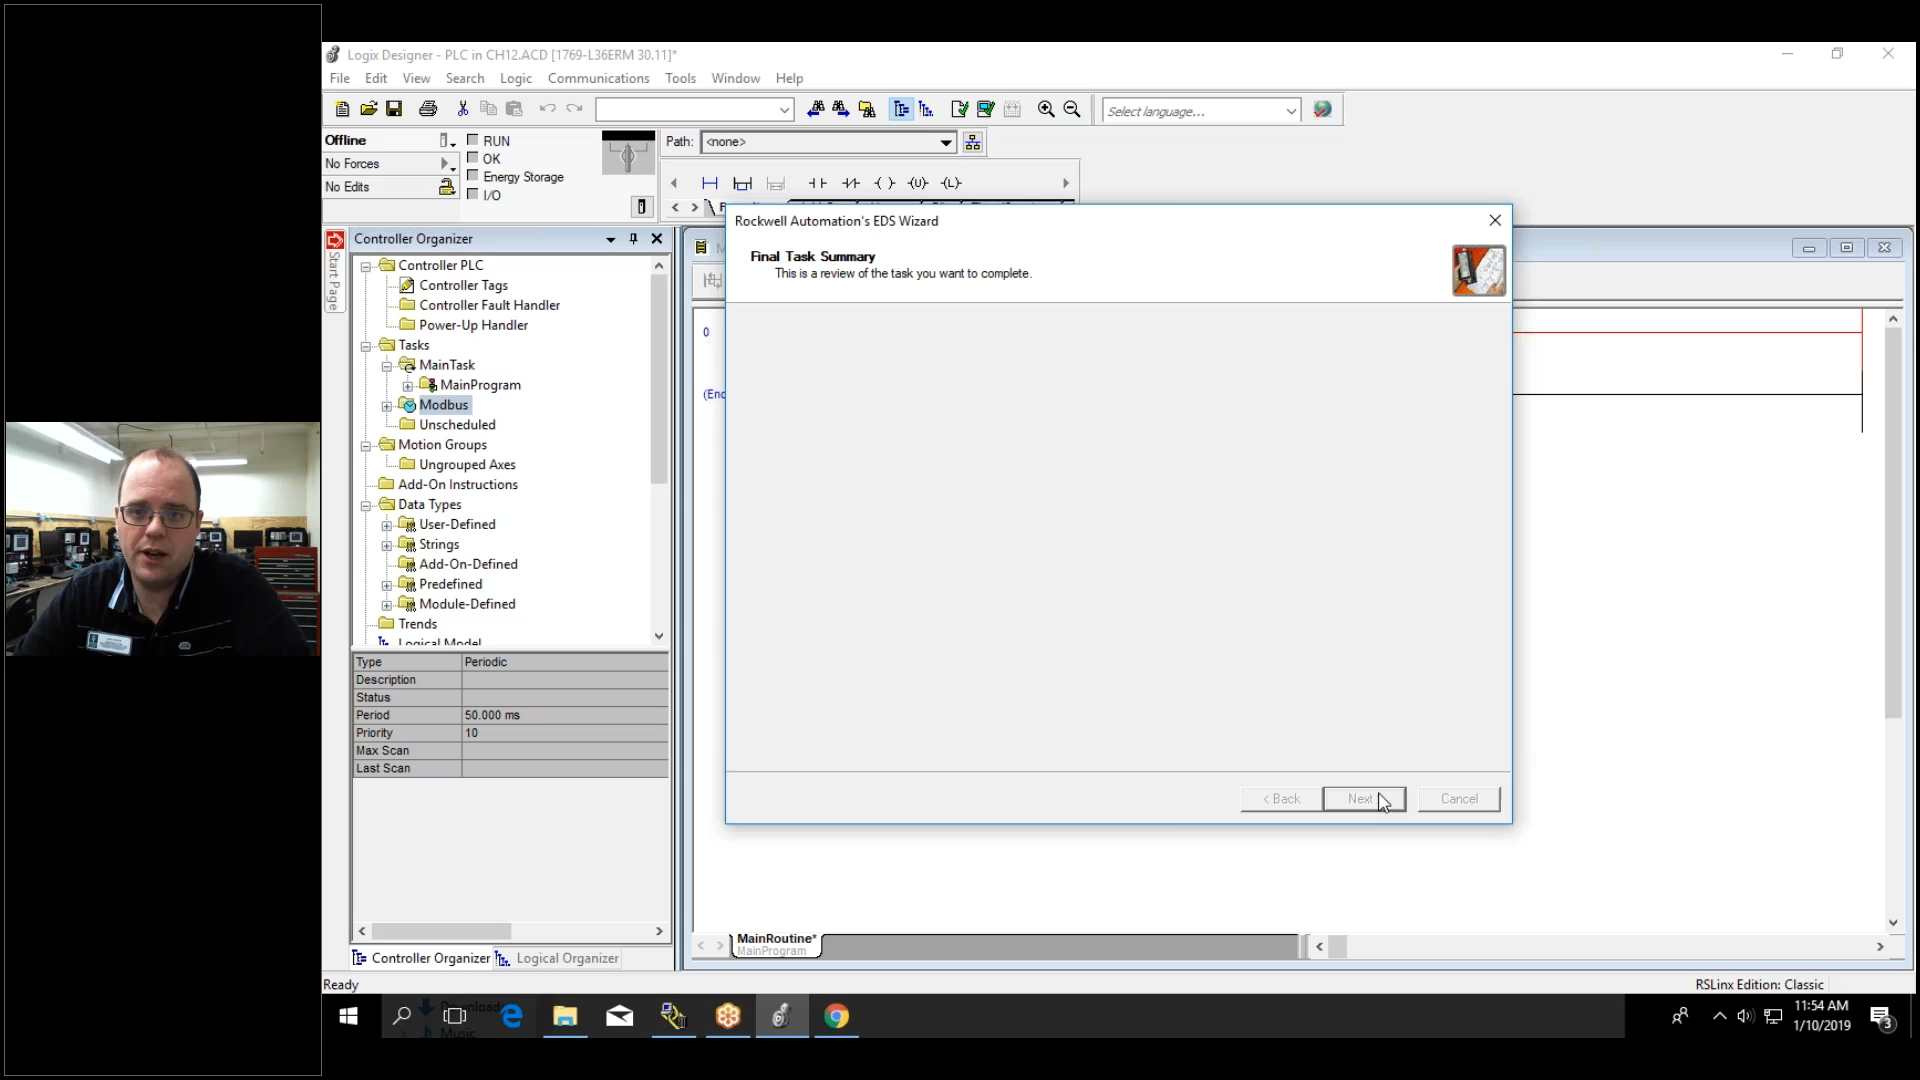 Logix Designer - PLC in CH12.ACD [1769-L36ERM 30.11]*
File Edit View Search Logic Communications Tools Window Help
Select language...
Offline
RUN
No Forces
OK
Energy Storage
No Edits
I/O
Path: <none>
Rockwell Automation's EDS Wizard
Final Task Summary
This is a review of the task you want to complete.
< Back
Next
Cancel
Start Page
Controller Organizer
Controller PLC
Controller Tags
Controller Fault Handler
Power-Up Handler
Tasks
MainTask
MainProgram
Modbus
Unscheduled
Motion Groups
Ungrouped Axes
Add-On Instructions
Data Types
User-Defined
Strings
Add-On-Defined
Predefined
Module-Defined
Trends
Logical Model
Type Periodic
Description
Status
Period 50.000 ms
Priority 10
Max Scan
Last Scan
Controller Organizer Logical Organizer
0
(End
MainRoutine*
MainProgram
Ready
RSLinx Edition: Classic
11:54 AM
1/10/2019
3